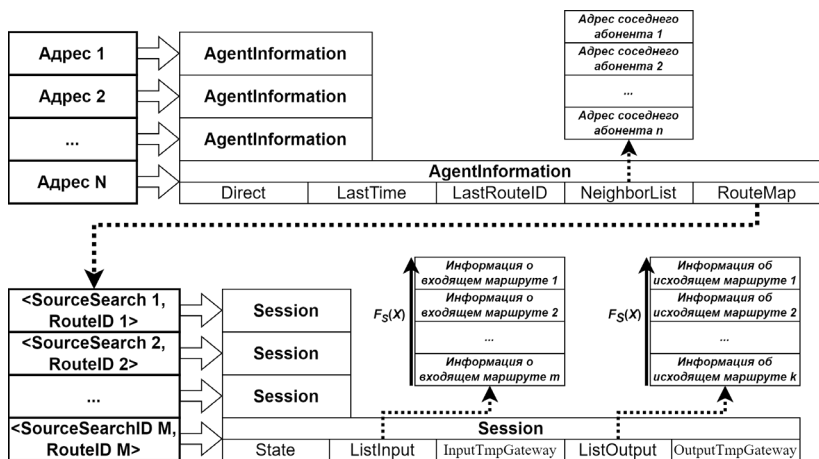 Адрес 1
AgentInformation
Адрес соседнего
абонента 1
Адрес 2
AgentInformation
Адрес соседнего
абонента 2
...
AgentInformation
...
Адрес соседнего
абонента n
Адрес N
AgentInformation
Direct
LastTime
LastRouteID
NeighborList
RouteMap
<SourceSearch 1,
RouteID 1>
Session
<SourceSearch 2,
RouteID 2>
Session
...
Session
<SourceSearchID M,
RouteID M>
Session
State
ListInput
InputTmpGateway
ListOutput
OutputTmpGateway
FS(X)
Информация о
входящем маршруте 1
Информация о
входящем маршруте 2
...
Информация о
входящем маршруте m
FS(X)
Информация об
исходящем маршруте 1
Информация об
исходящем маршруте 2
...
Информация об
исходящем маршруте k